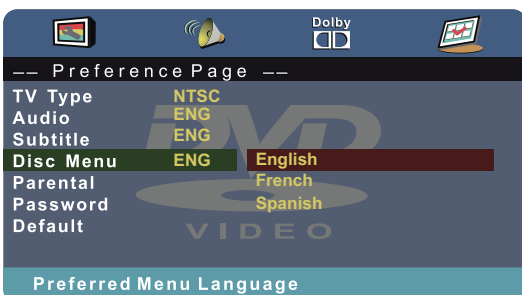 Dolby
-- Preference Page --
TV Type NTSC
Audio ENG
Subtitle ENG
Disc Menu ENG English
Parental French
Password Spanish
Default
DVD
VIDEO
Preferred Menu Language